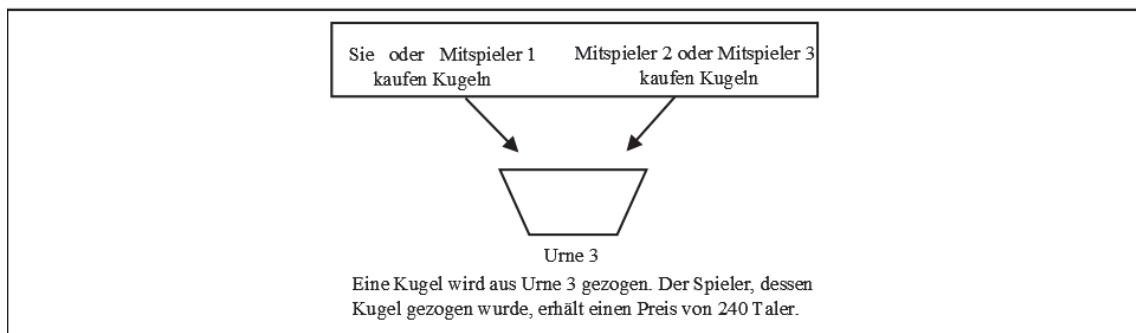 Sie oder Mitspieler 1
kaufen Kugeln
Mitspieler 2 oder Mitspieler 3
kaufen Kugeln
Urne 3
Eine Kugel wird aus Urne 3 gezogen. Der Spieler, dessen
Kugel gezogen wurde, erhält einen Preis von 240 Taler.